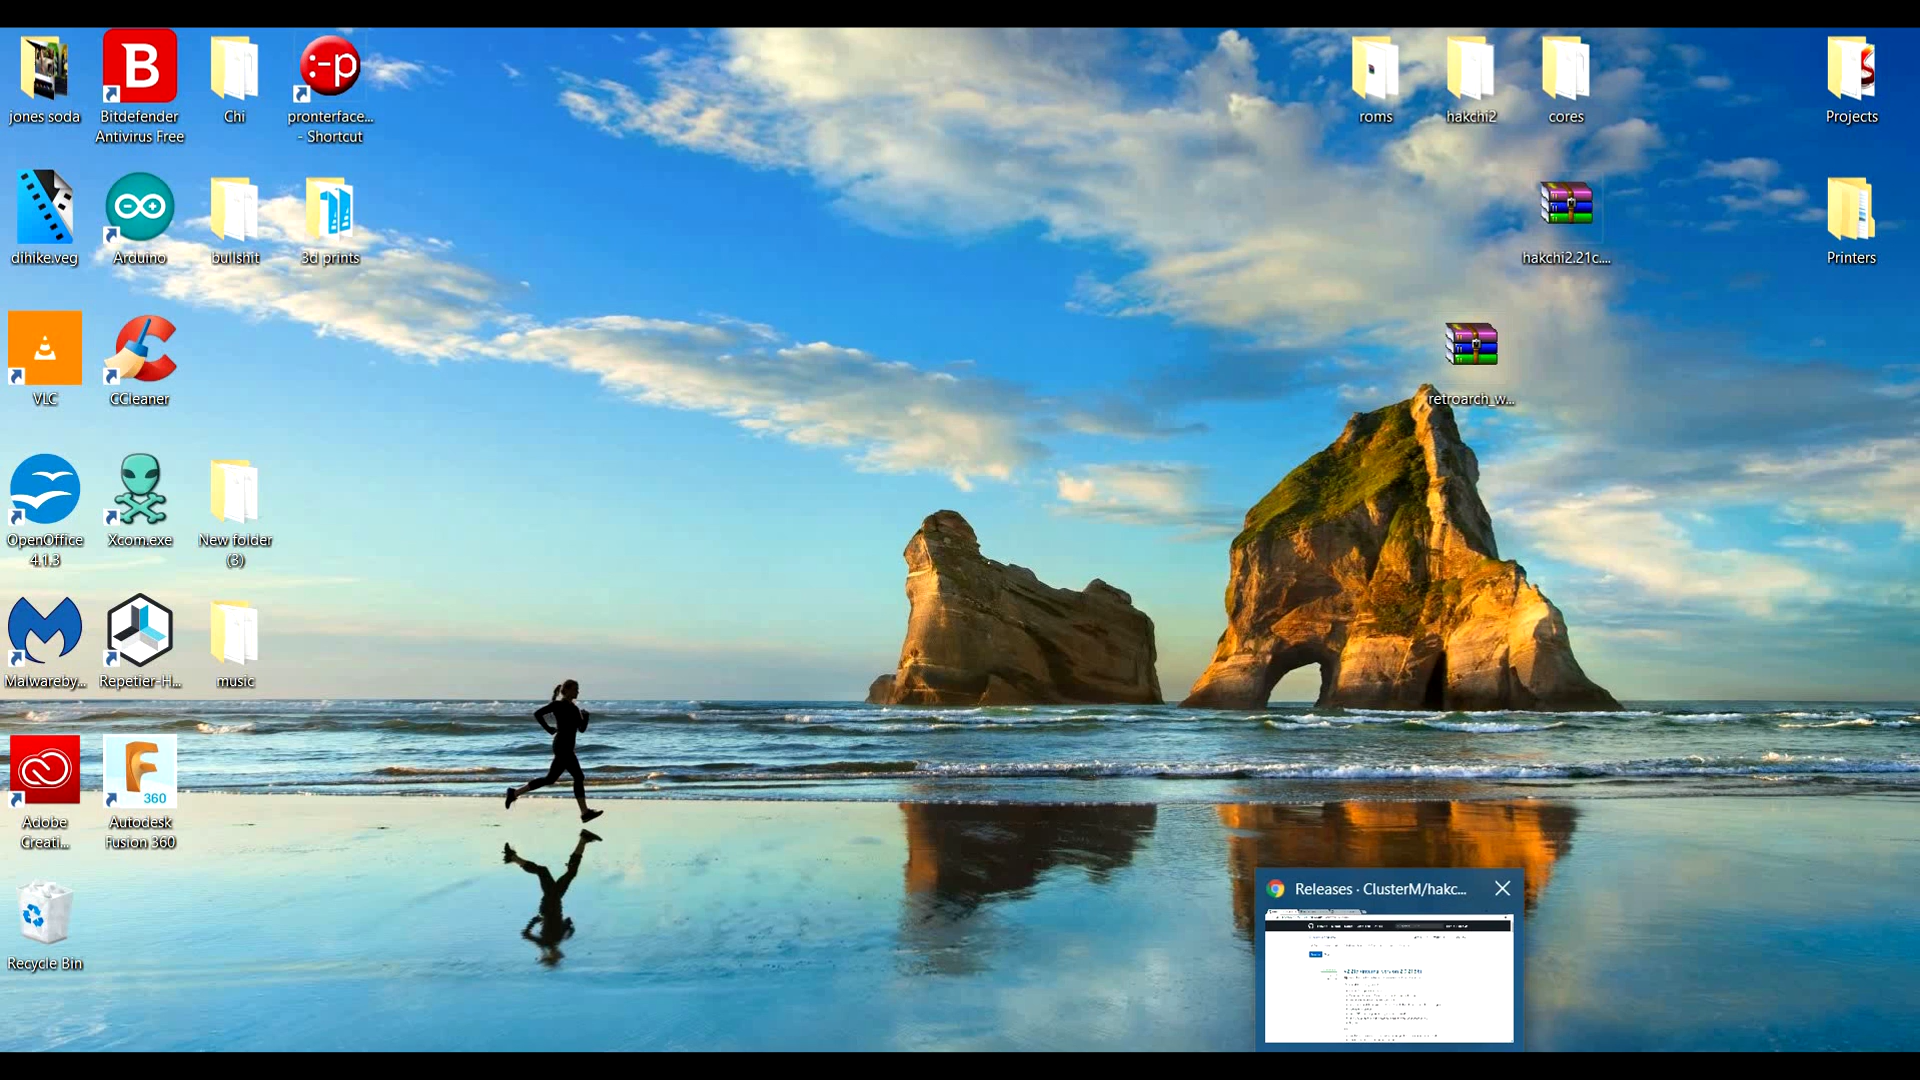 jones soda
Bitdefender
Antivirus Free
Chi
:-p
pronterface...
- Shortcut
roms
hakchi2
cores
Projects
dihike.veg
Arduino
bullshit
3d prints
hakchi2.21c....
Printers
VLC
CCleaner
retroarch_w...
OpenOffice
4.1.3
Xcom.exe
New folder
(3)
Malwareby...
Repetier-H...
music
B
F
360
Adobe
Creati...
Autodesk
Fusion 360
Releases · ClusterM/hakc...
Recycle Bin